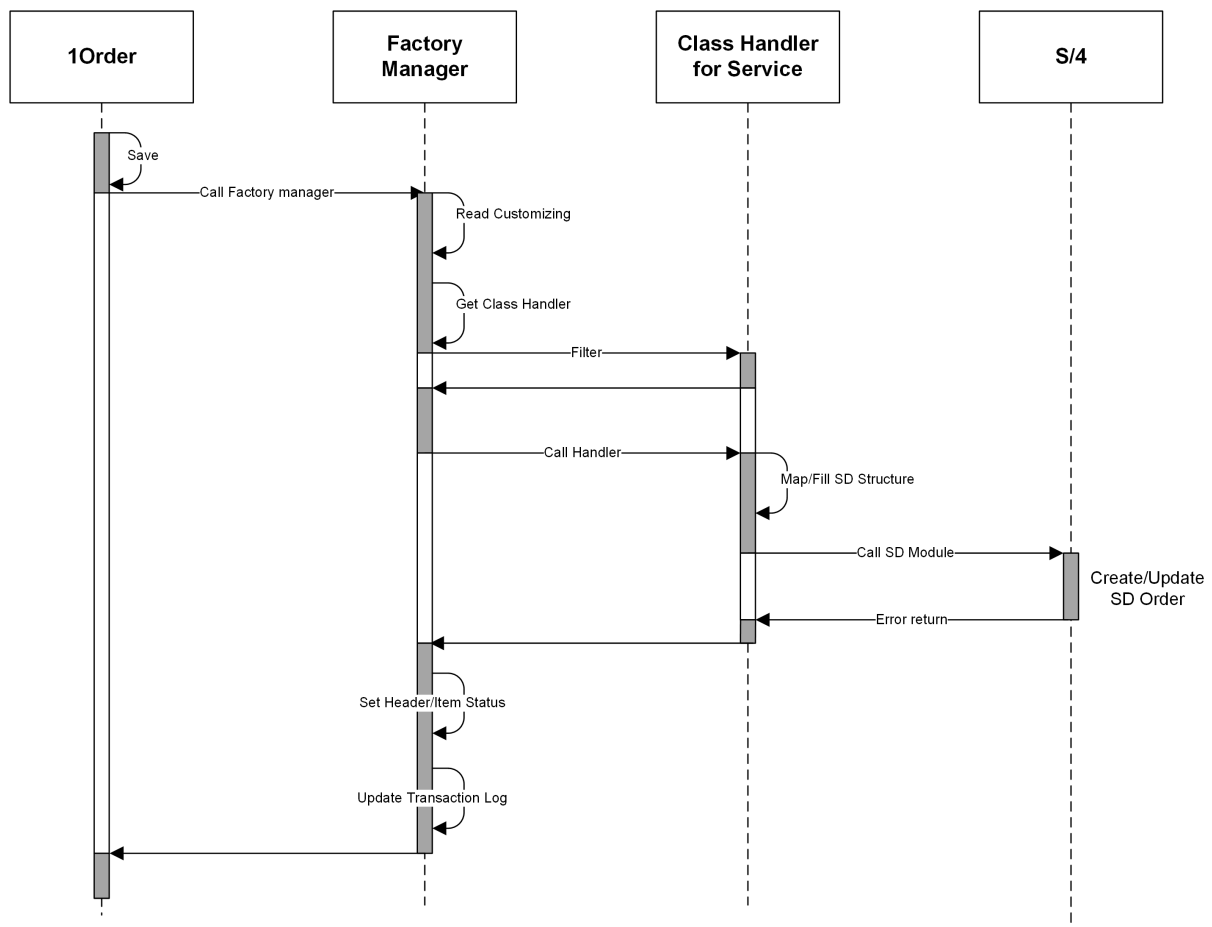 1Order
Factory
Manager
Class Handler
for Service
S/4
Save
Call Factory manager
Read Customizing
Get Class Handler
Filter
Call Handler
Map/Fill SD Structure
Call SD Module
Create/Update
SD Order
Error return
Set Header/Item Status
Update Transaction Log